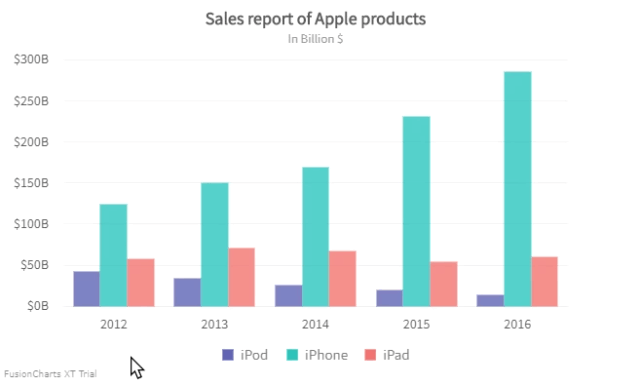 Sales report of Apple products
In Billion $
$300B
$250B
$200B
$150B
$100B
$50B
$0B
2012 2013 2014 2015 2016
iPod iPhone iPad
FusionCharts XT Trial